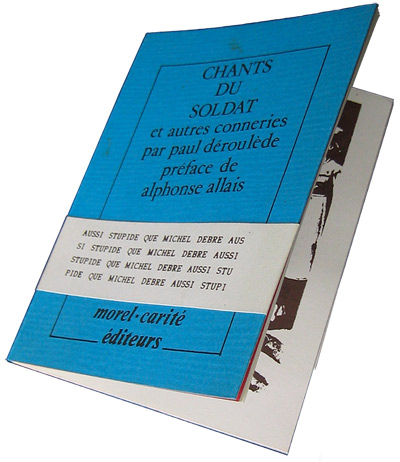 CHANTS
DU
SOLDAT
et autres conneries
par paul déroulède
préface de
alphonse allais
AUSSI STUPIDE QUE MICHEL DEBRE AUS
SI STUPIDE QUE MICHEL DEBRE AUSSI
STUPIDE QUE MICHEL DEBRE AUSSI STU
PIDE QUE MICHEL DEBRE AUSSI STUPI
morel-carité
éditeurs